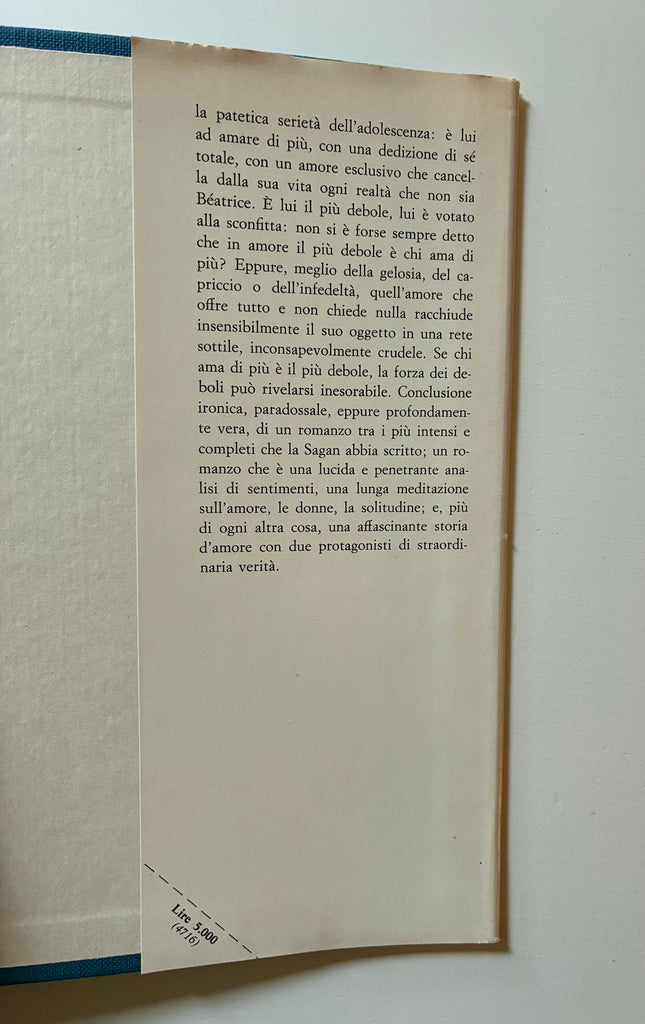 la patetica serietà dell'adolescenza: è lui
ad amare di più, con una dedizione di sé
totale, con un amore esclusivo che cancel-
la dalla sua vita ogni realtà che non sia
Béatrice. È lui il più debole, lui è votato
alla sconfitta: non si è forse sempre detto
che in amore il più debole è chi ama di
più? Eppure, meglio della gelosia, del ca-
priccio o dell'infedeltà, quell'amore che
offre tutto e non chiede nulla racchiude
insensibilmente il suo oggetto in una rete
sottile, inconsapevolmente crudele. Se chi
ama di più è il più debole, la forza dei de-
boli può rivelarsi inesorabile. Conclusione
ironica, paradossale, eppure profondamen-
te vera, di un romanzo tra i più intensi e
completi che la Sagan abbia scritto; un ro-
manzo che è una lucida e penetrante ana-
lisi di sentimenti, una lunga meditazione
sull'amore, le donne, la solitudine; e, più
di ogni altra cosa, una affascinante storia
d'amore con due protagonisti di straordi-
naria verità.
Lire 5.000
(4716)